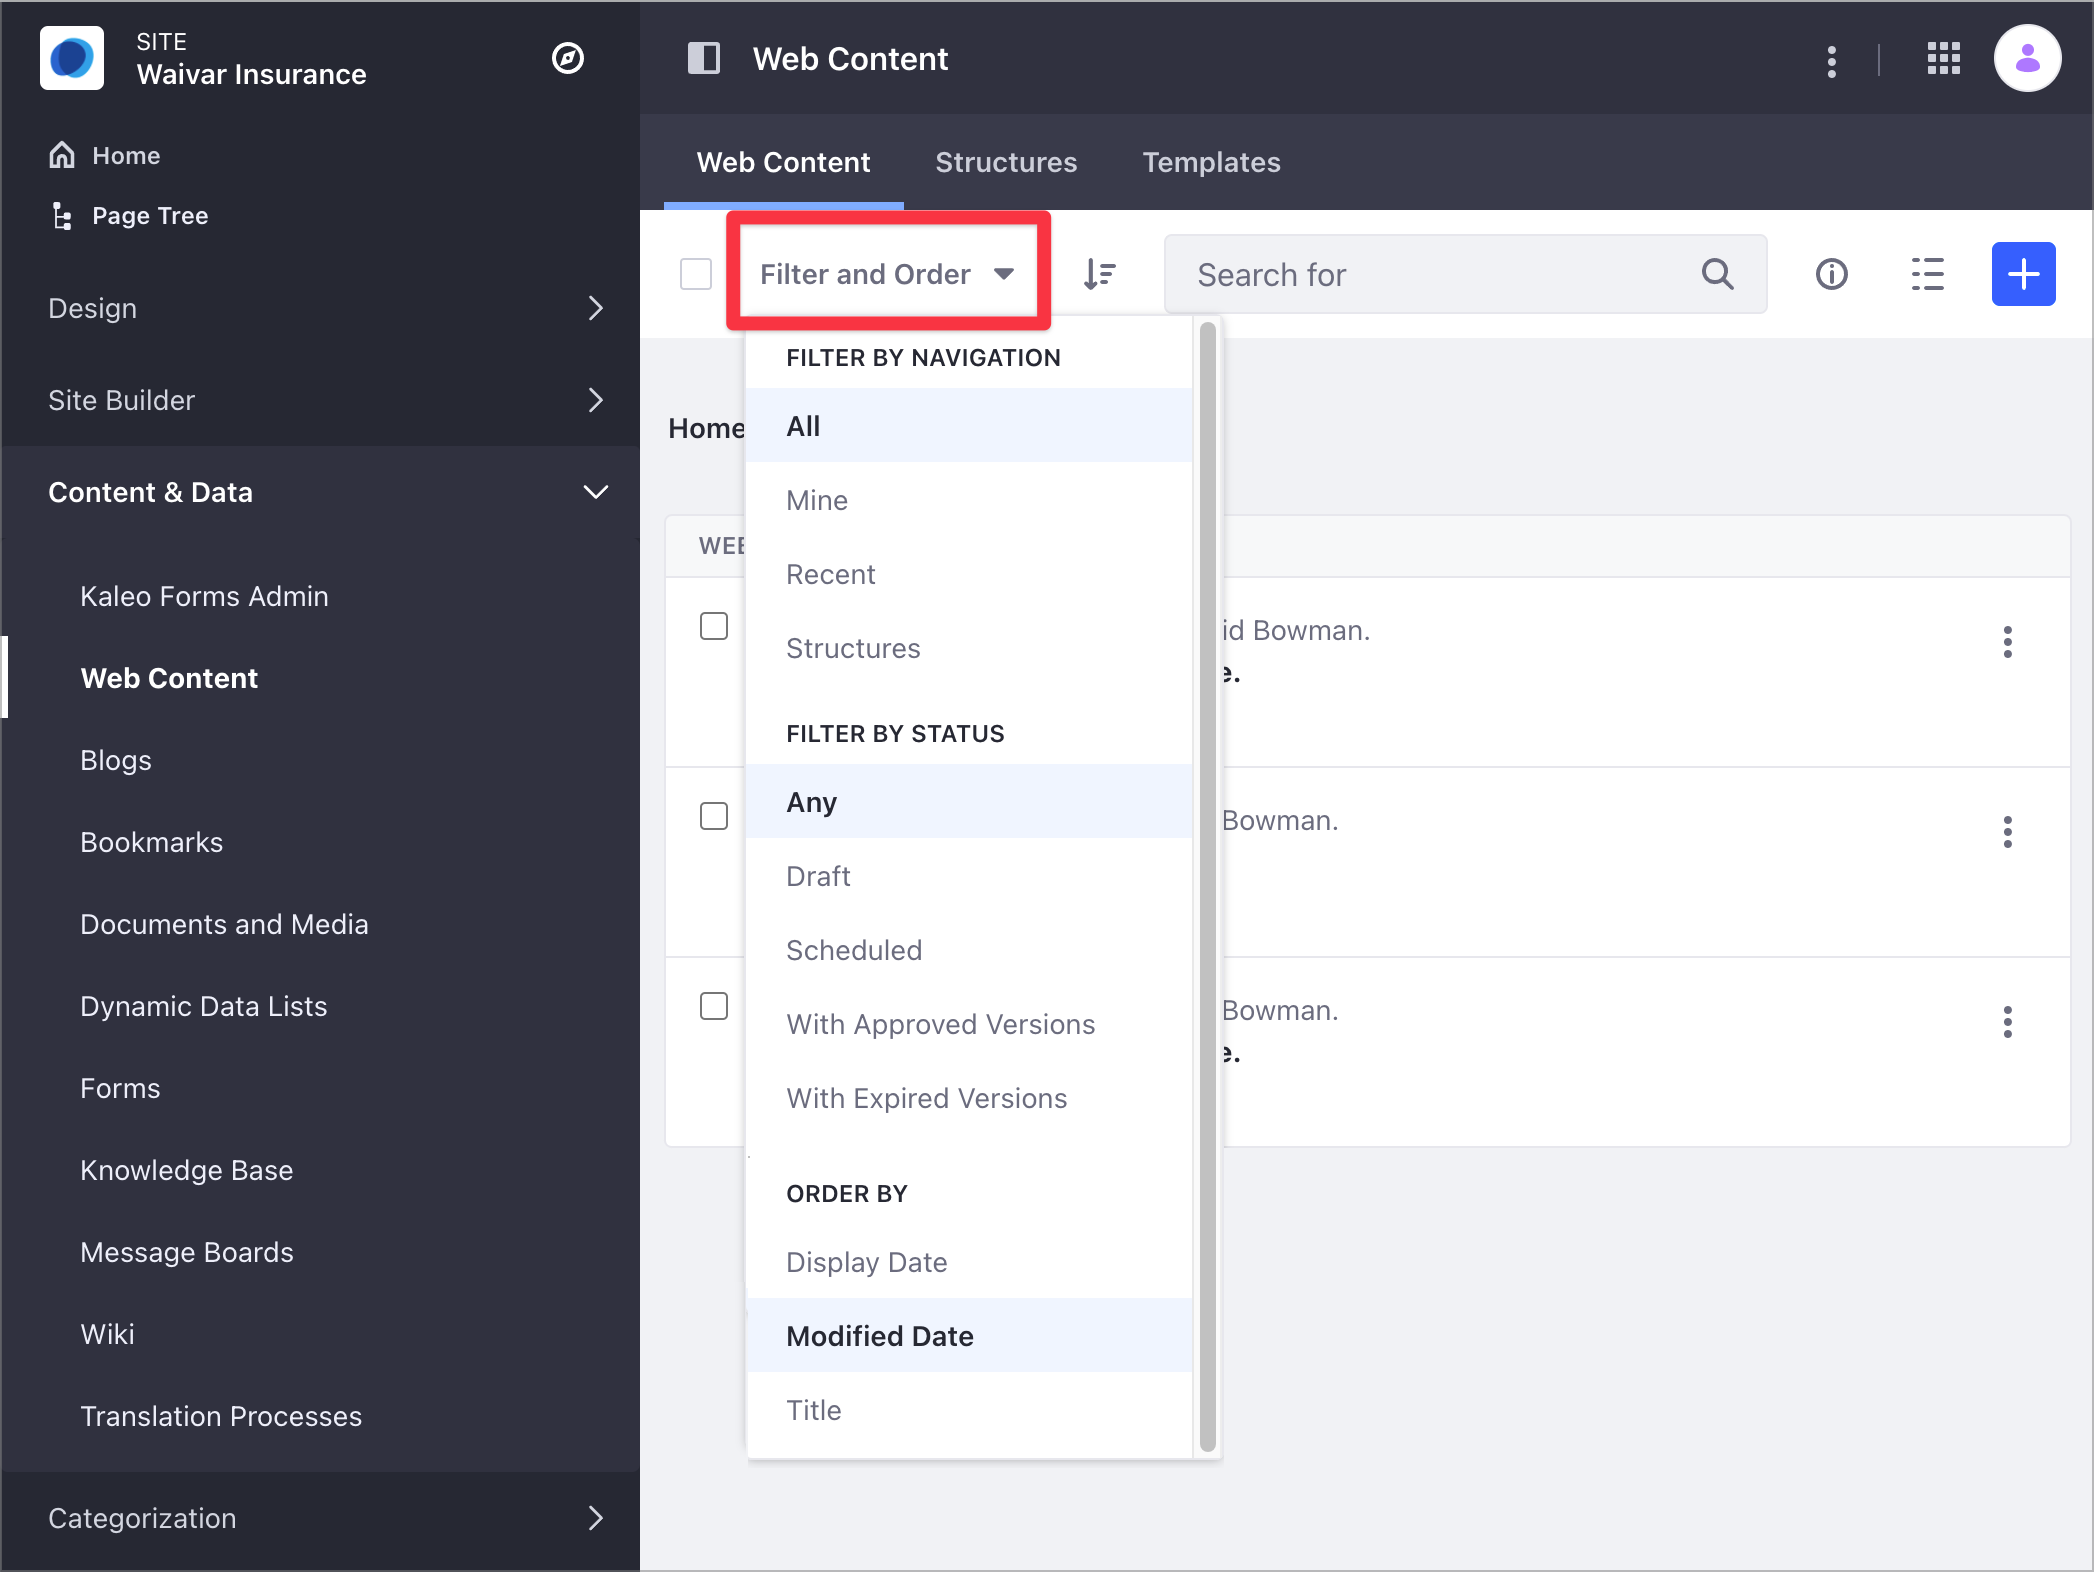 SITE
Waivar Insurance
Home
Page Tree
Design
Site Builder
Content & Data
Kaleo Forms Admin
Web Content
Blogs
Bookmarks
Documents and Media
Dynamic Data Lists
Forms
Knowledge Base
Message Boards
Wiki
Translation Processes
Categorization
Web Content
Web Content
Structures
Templates
Filter and Order
Search for
FILTER BY NAVIGATION
All
Mine
Recent
Structures
FILTER BY STATUS
Any
Draft
Scheduled
With Approved Versions
With Expired Versions
ORDER BY
Display Date
Modified Date
Title
Home
Bowman.
Bowman.
Bowman.